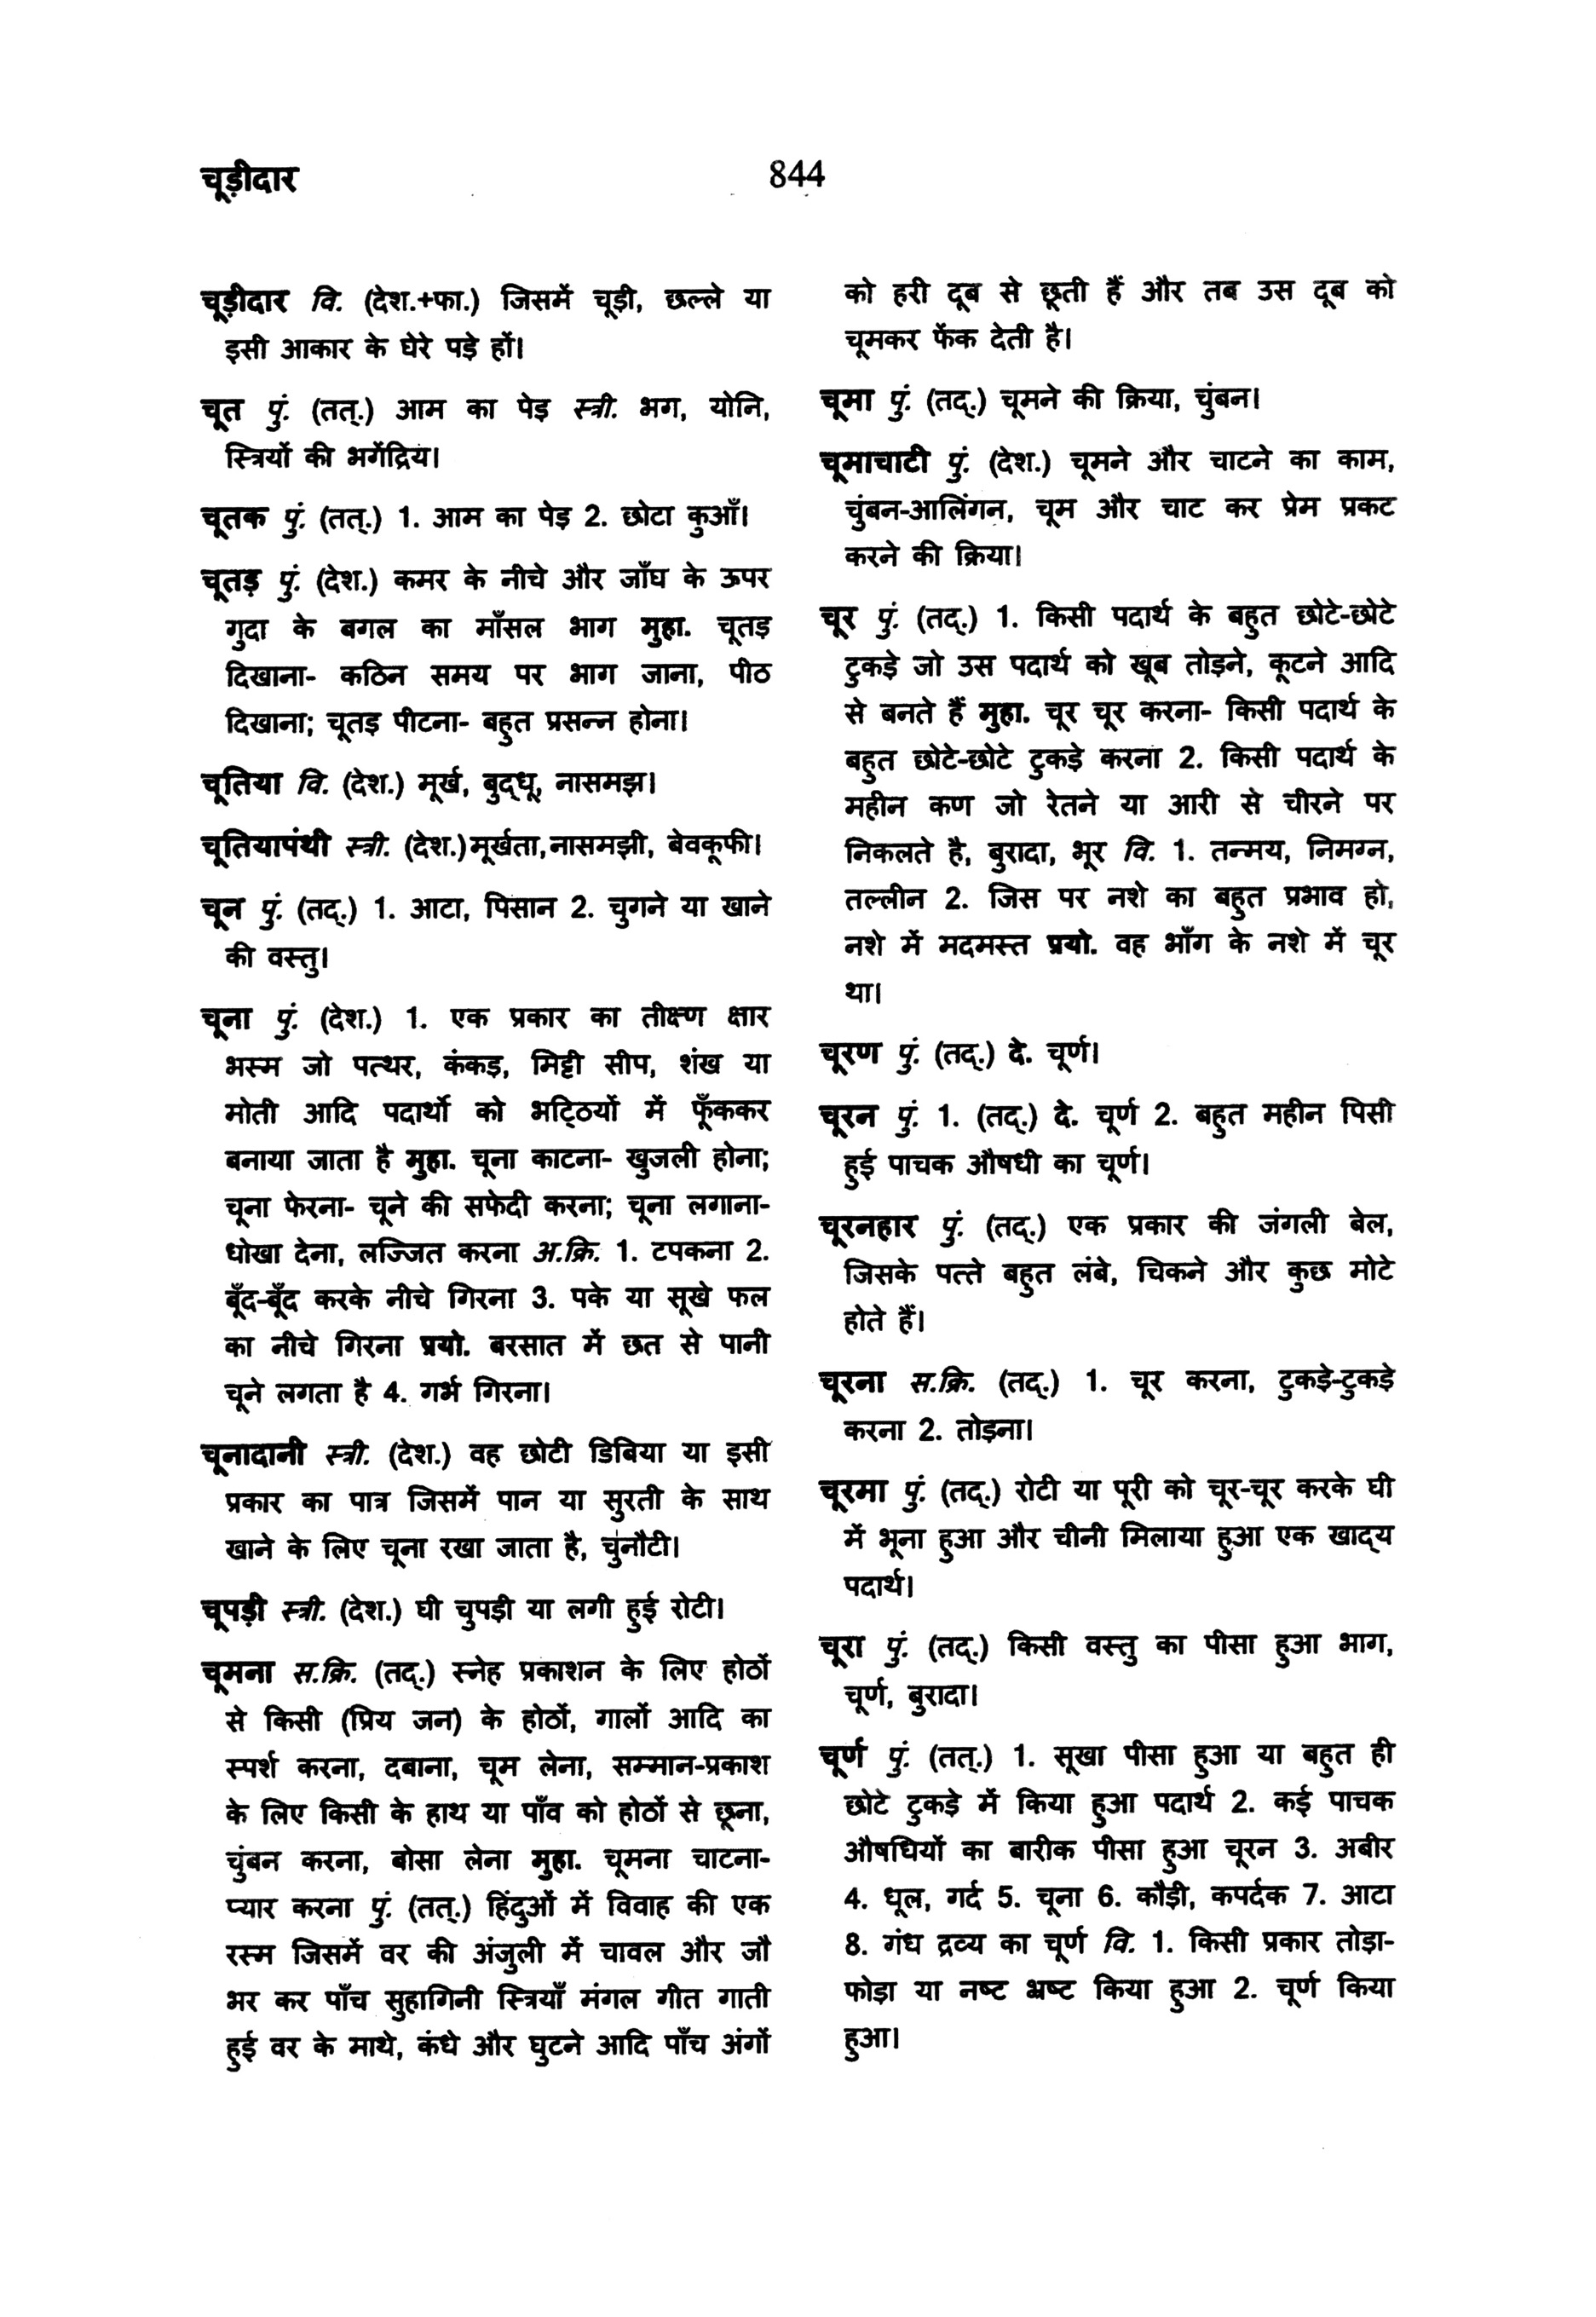 चूड़ीदार
844
चूड़ीदार वि. (देश.+फा.) जिसमें चूड़ी, छल्ले या
इसी आकार के घेरे पड़े हों।
चूत पुं. (तत्.) आम का पेड़ स्त्री. भग, योनि,
स्त्रियों की भगेंद्रिय।
चूतक पुं. (तत्.) 1. आम का पेड़ 2. छोटा कुआँ।
चूतड़ पुं. (देश.) कमर के नीचे और जाँघ के ऊपर
गुदा के बगल का माँसल भाग मुहा. चूतड़
दिखाना- कठिन समय पर भाग जाना, पीठ
दिखाना; चूतड़ पीटना- बहुत प्रसन्न होना।
चूतिया वि. (देश.) मूर्ख, बुद्धू, नासमझ।
चूतियापंथी स्त्री. (देश.)मूर्खता,नासमझी, बेवकूफी।
चून पुं. (तद्.) 1. आटा, पिसान 2. चुगने या खाने
की वस्तु।
चूना पुं. (देश.) 1. एक प्रकार का तीक्ष्ण क्षार
भस्म जो पत्थर, कंकड़, मिट्टी सीप, शंख या
मोती आदि पदार्थो को भट्ठियों में फूँककर
बनाया जाता है मुहा. चूना काटना- खुजली होना;
चूना फेरना- चूने की सफेदी करना; चूना लगाना-
धोखा देना, लज्जित करना अ.क्रि. 1. टपकना 2.
बूँद-बूँद करके नीचे गिरना 3. पके या सूखे फल
का नीचे गिरना प्रयो. बरसात में छत से पानी
चूने लगता है 4. गर्भ गिरना।
चूनादानी स्त्री. (देश.) वह छोटी डिबिया या इसी
प्रकार का पात्र जिसमें पान या सुरती के साथ
खाने के लिए चूना रखा जाता है, चुंनौटी।
चूपड़ी स्त्री. (देश.) घी चुपड़ी या लगी हुई रोटी।
चूमना स.क्रि. (तद्.) स्नेह प्रकाशन के लिए होठों
से किसी (प्रिय जन) के होठों, गालों आदि का
स्पर्श करना, दबाना, चूम लेना, सम्मान-प्रकाश
के लिए किसी के हाथ या पाँव को होठों से छूना,
चुंबन करना, बोसा लेना मुहा. चूमना चाटना-
प्यार करना पुं. (तत्.) हिंदुओं में विवाह की एक
रस्म जिसमें वर की अंजुली में चावल और जौ
भर कर पाँच सुहागिनी स्त्रियाँ मंगल गीत गाती
हुई वर के माथे, कंधे और घुटने आदि पाँच अंगों
को हरी दूब से छूती हैं और तब उस दूब को
चूमकर फेंक देती है।
चूमा पुं. (तद्.) चूमने की क्रिया, चुंबन।
चूमाचाटी पुं. (देश.) चूमने और चाटने का काम,
चुंबन-आलिंगन, चूम और चाट कर प्रेम प्रकट
करने की क्रिया।
चूर पुं. (तद्.) 1. किसी पदार्थ के बहुत छोटे-छोटे
टुकड़े जो उस पदार्थ को खूब तोड़ने, कूटने आदि
से बनते हैं मुहा. चूर चूर करना- किसी पदार्थ के
बहुत छोटे-छोटे टुकड़े करना 2. किसी पदार्थ के
महीन कण जो रेतने या आरी से चीरने पर
निकलते है, बुरादा, भूर वि. 1. तन्मय, निमग्न,
तल्लीन 2. जिस पर नशे का बहुत प्रभाव हो,
नशे में मदमस्त प्रयो. वह भाँग के नशे में चूर
था।
चूरण पुं. (तद्.) दे. चूर्ण।
चूरन पुं. 1. (तद्.) दे. चूर्ण 2. बहुत महीन पिसी
हुई पाचक औषधी का चूर्ण।
चूरनहार पुं. (तद्.) एक प्रकार की जंगली बेल,
जिसके पत्ते बहुत लंबे, चिकने और कुछ मोटे
होते हैं।
चूरना स.क्रि. (तद्.) 1. चूर करना, टुकड़े-टुकड़े
करना 2. तोड़ना।
चूरमा पुं. (तद्.) रोटी या पूरी को चूर-चूर करके घी
में भूना हुआ और चीनी मिलाया हुआ एक खाद्य
पदार्थ।
चूरा पुं. (तद्.) किसी वस्तु का पीसा हुआ भाग,
चूर्ण, बुरादा।
चूर्ण पुं. (तत्.) 1. सूखा पीसा हुआ या बहुत ही
छोटे टुकड़े में किया हुआ पदार्थ 2. कई पाचक
औषधियों का बारीक पीसा हुआ चूरन 3. अबीर
4. धूल, गर्द 5. चूना 6. कौड़ी, कपर्दक 7. आटा
8. गंध द्रव्य का चूर्ण वि. 1. किसी प्रकार तोड़ा-
फोड़ा या नष्ट भ्रष्ट किया हुआ 2. चूर्ण किया
हुआ।